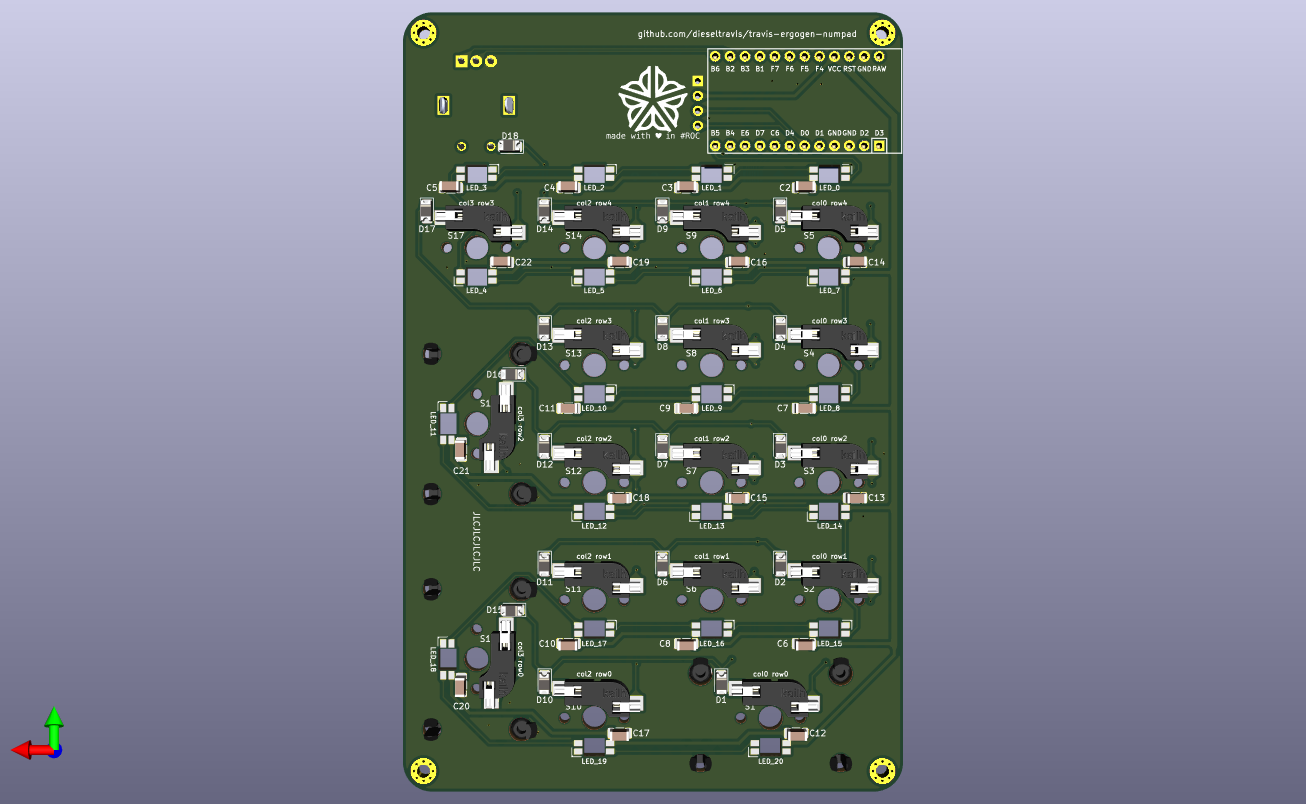 github.com/dieseltravis/travis-ergogen-numpad
B6 B2 B3 B1 F7 F6 F5 F4 VCC RST GND RAW
made with ♥ in #ROC
B5 B4 E6 D7 C6 D4 D0 D1 GND GND D2 D3
D18
C5 LED_3 C4 LED_2 C3 LED_1 C2 LED_0
col3 row3 col2 row4 col1 row4 col0 row4
D17 S17 D14 S14 D9 S9 D5 S5
C22 C19 C16 C14
LED_4 LED_5 LED_6 LED_7
col2 row3 col1 row3 col0 row3
D13 S13 D8 S8 D4 S4
D16
S1
col3 row2
LED_11
C21
C11 LED_10 C9 LED_9 C7 LED_8
col2 row2 col1 row2 col0 row2
D12 S12 D7 S7 D3 S3
C18 C15 C13
LED_12 LED_13 LED_14
JLCJLCJLCJLC
col2 row1 col1 row1 col0 row1
D11 S11 D6 S6 D2 S2
D15
S1
col3 row0
LED_18
C20
C10 LED_17 C8 LED_16 C6 LED_15
col2 row0 col0 row0
D10 S10 D1 S1
C17 C12
LED_19 LED_20